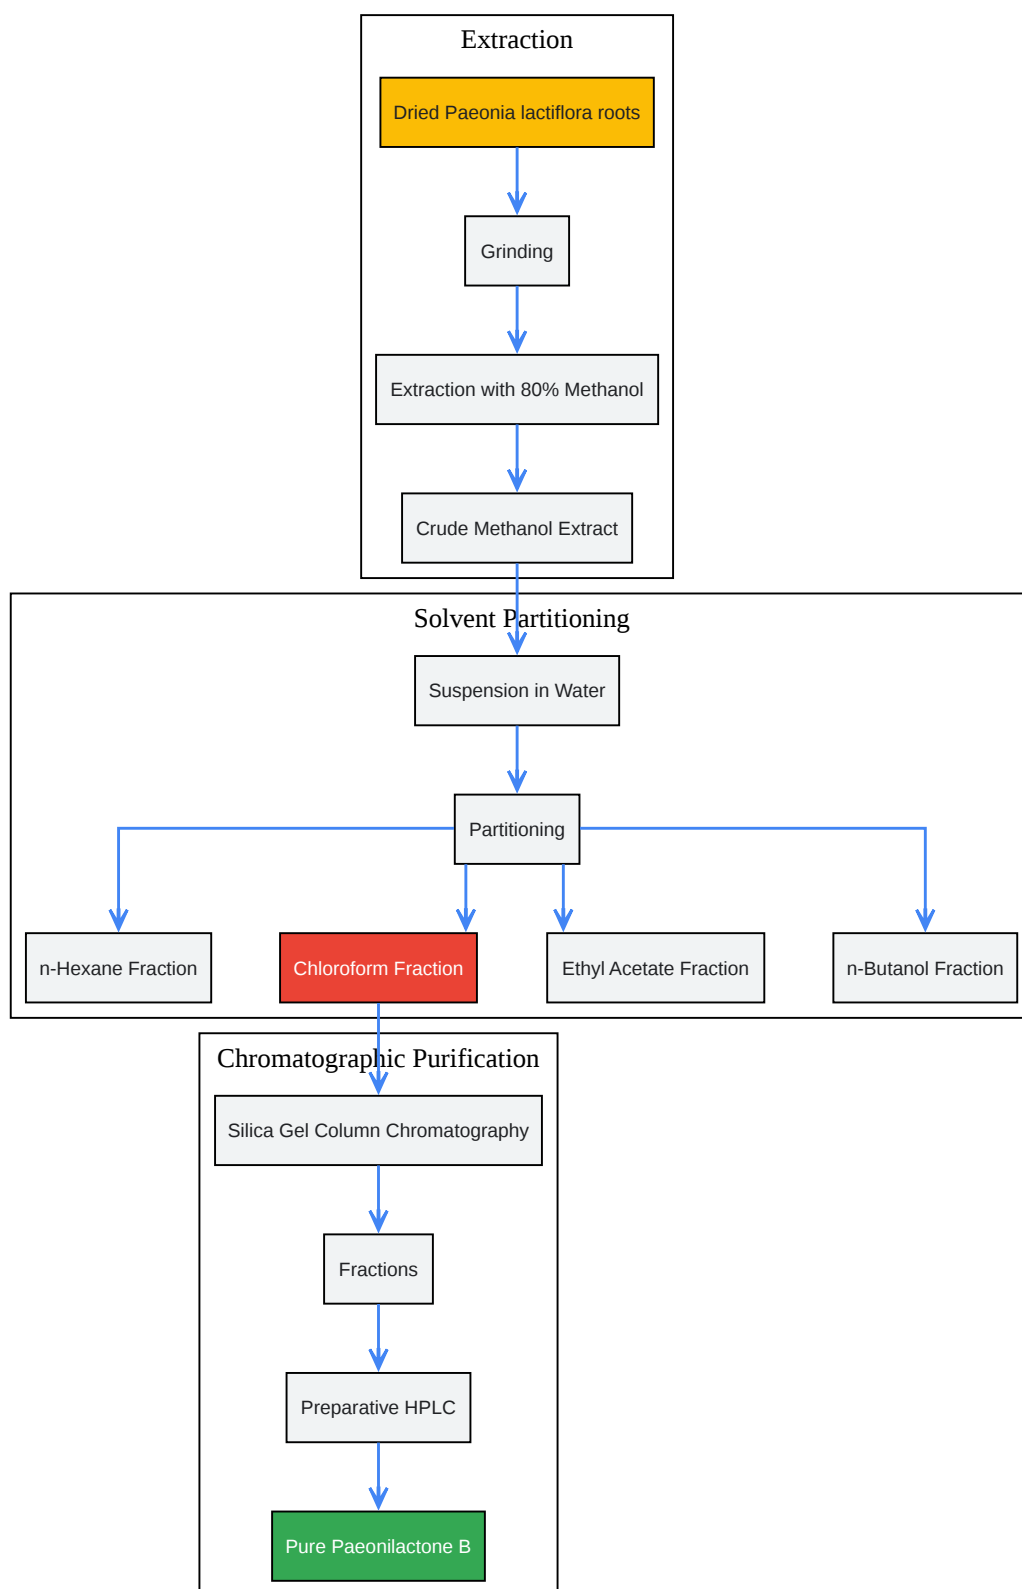 Extraction
Dried Paeonia lactiflora roots
Grinding
Extraction with 80% Methanol
Crude Methanol Extract
Solvent Partitioning
Suspension in Water
Partitioning
n-Hexane Fraction
Chloroform Fraction
Ethyl Acetate Fraction
n-Butanol Fraction
Chromatographic Purification
Silica Gel Column Chromatography
Fractions
Preparative HPLC
Pure Paeonilactone B